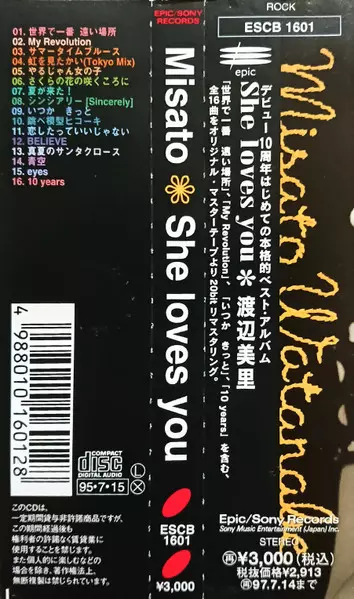 01. 世界で一番 遠い場所
02. My Revolution
03. サマータイムブルース
04. 虹を見たかい(Tokyo Mix)
05. やるじゃん女の子
06. さくらの花の咲くころに
07. 夏が来た!
08. シンシアリー [Sincerely]
09. いつか きっと
10. 跳べ模型ヒコーキ
11. 恋したっていいじゃない
12. BELIEVE
13. 真夏のサンタクロース
14. 青空
15. eyes
16. 10 years
4 988010 160128
COMPACT
disc
DIGITAL AUDIO
95・7・15
L
X
このCDは、
一定期間貸与非許諾商品ですが、
この期間経過後も
権利者の許諾なく賃貸業に
使用することを禁じます。
また個人的に楽しむなどの
場合を除き、著作権法上、
無断複製は禁じられています。
EPIC/SONY
RECORDS
Misato ❋ She loves you
ESCB
1601
¥3,000
ROCK
ESCB 1601
epic
デビュー10周年はじめての本格的ベスト・アルバム
She loves you ＊ 渡辺美里
「世界で一番 遠い場所」、「My Revolution」、「いつか きっと」、「10 years」を含む、
全16曲をオリジナル・マスターテープより20bitリマスタリング。
Misato Watanabe
Epic/Sony Records
Sony Music Entertainment (Japan) Inc.
STEREO
再¥3,000(税込)
税抜価格¥2,913
再97.7.14まで